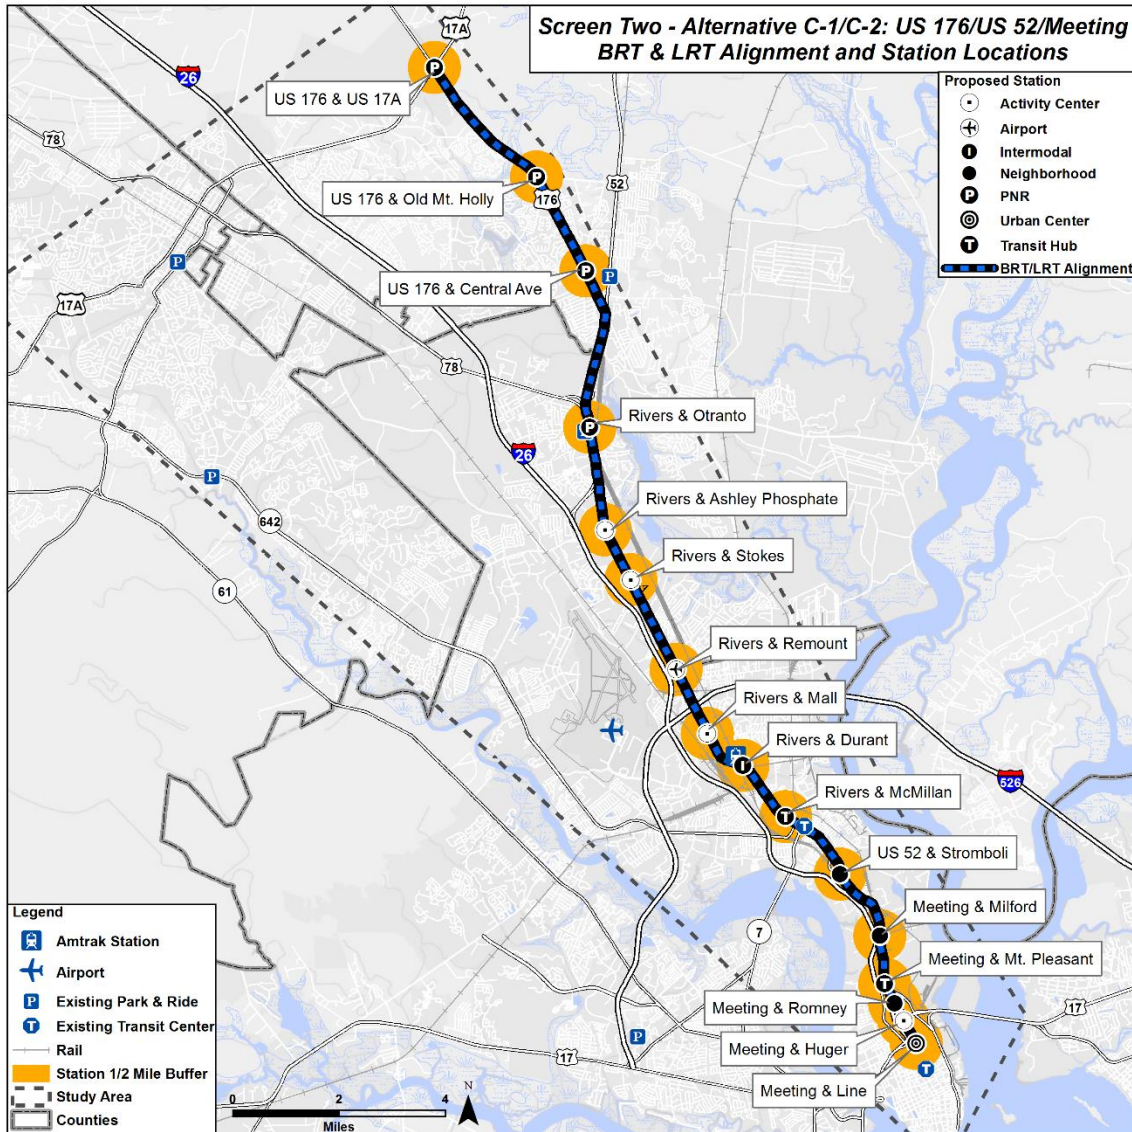 Screen Two - Alternative C-1/C-2: US 176/US 52/Meeting
BRT & LRT Alignment and Station Locations
Proposed Station
Activity Center
Airport
I Intermodal
Neighborhood
P PNR
Urban Center
T Transit Hub
BRT/LRT Alignment
17A
26
P
US 176 & US 17A
78
52
P
US 176 & Old Mt. Holly
176
P
P
P
US 176 & Central Ave
17A
78
Rivers & Otranto
P
26
P
Rivers & Ashley Phosphate
642
Rivers & Stokes
61
Rivers & Remount
Rivers & Mall
Rivers & Durant
I
526
Rivers & McMillan
T
T
US 52 & Stromboli
Meeting & Milford
7
Meeting & Mt. Pleasant
T
Meeting & Romney
17
Meeting & Huger
P
17
Meeting & Line
T
Legend
Amtrak Station
Airport
P Existing Park & Ride
T Existing Transit Center
Rail
Station 1/2 Mile Buffer
Study Area
Counties
0 2 4
Miles
N